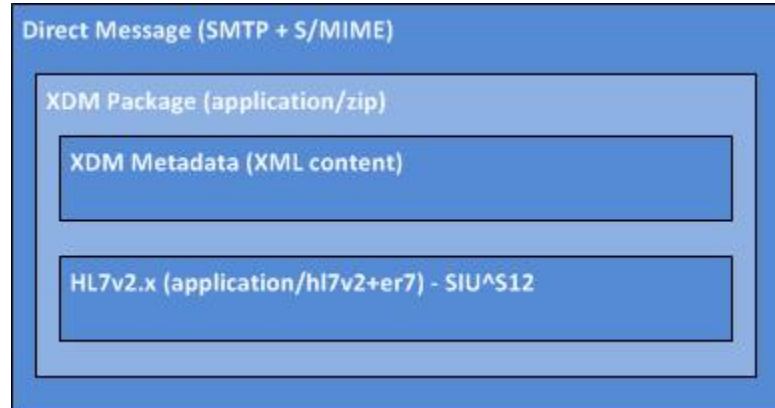 Direct Message (SMTP + S/MIME)
XDM Package (application/zip)
XDM Metadata (XML content)
HL7v2.x (application/hl7v2+er7) - SIU^S12